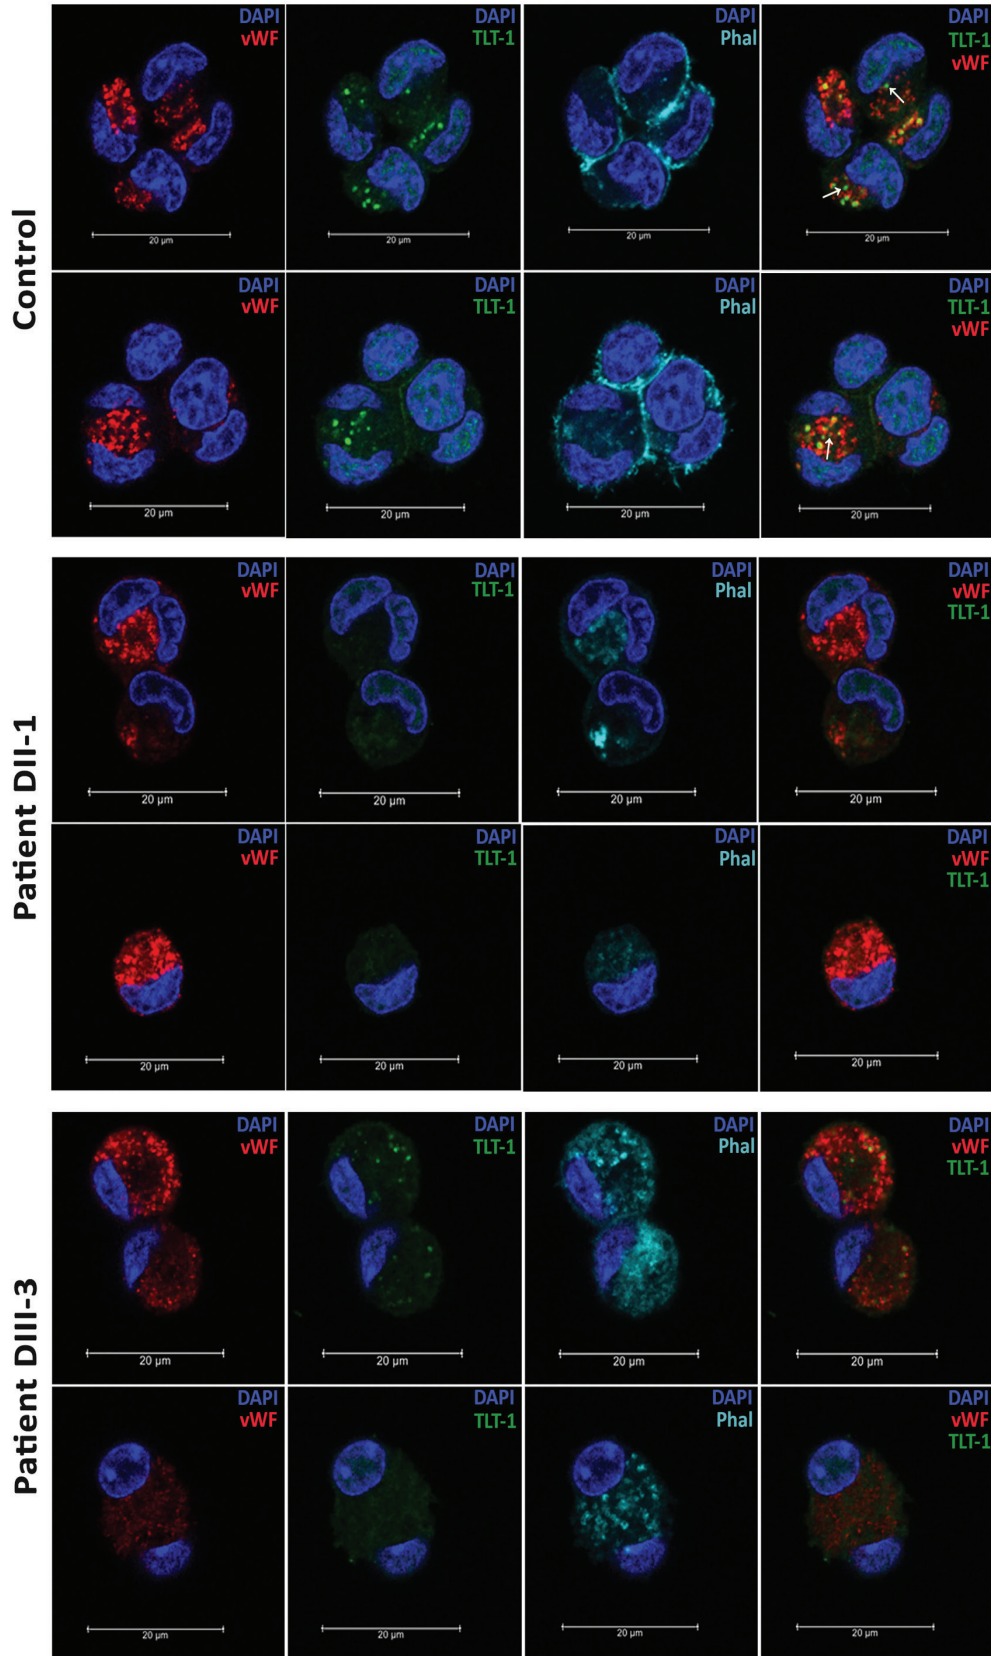 Control
DAPI
vWF
20 µm
DAPI
TLT-1
20 µm
DAPI
Phal
20 µm
DAPI
TLT-1
vWF
20 µm
DAPI
vWF
20 µm
DAPI
TLT-1
20 µm
DAPI
Phal
20 µm
DAPI
TLT-1
vWF
20 µm
Patient DII-1
DAPI
vWF
20 µm
DAPI
TLT-1
20 µm
DAPI
Phal
20 µm
DAPI
vWF
TLT-1
20 µm
DAPI
vWF
20 µm
DAPI
TLT-1
20 µm
DAPI
Phal
20 µm
DAPI
vWF
TLT-1
20 µm
Patient DIII-3
DAPI
vWF
20 µm
DAPI
TLT-1
20 µm
DAPI
Phal
20 µm
DAPI
vWF
TLT-1
20 µm
DAPI
vWF
20 µm
DAPI
TLT-1
20 µm
DAPI
Phal
20 µm
DAPI
vWF
TLT-1
20 µm